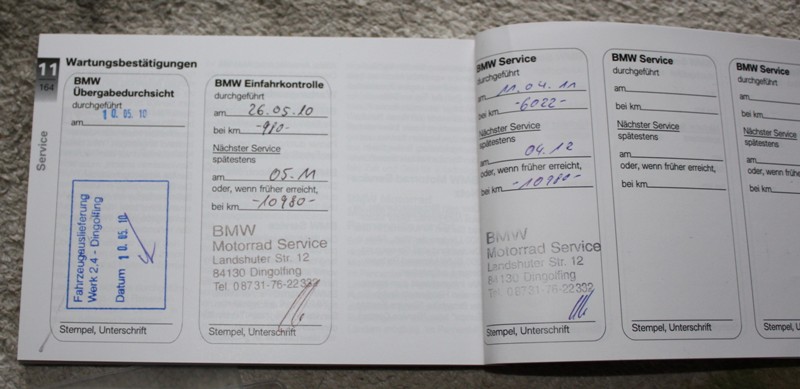 11
164
Service
Wartungsbestätigungen
BMW
Übergabedurchsicht
durchgeführt
am 10.05.10
Fahrzeugauslieferung
Werk 2,4 - Dingolfing
Datum 10.05.10
Stempel, Unterschrift
BMW Einfahrkontrolle
durchgeführt
am 26.05.10
bei km -980-
Nächster Service
spätestens
am 05.11
oder, wenn früher erreicht,
bei km -10980-
BMW
Motorrad Service
Landshuter Str. 12
84130 Dingolfing
Tel. 08731-76-22332
Stempel, Unterschrift
BMW Service
durchgeführt
am 11.04.11
bei km -6022-
Nächster Service
spätestens
am 04.12
oder, wenn früher erreicht,
bei km -10980-
BMW
Motorrad Service
Landshuter Str. 12
84130 Dingolfing
Tel. 08731-76-22332
Stempel, Unterschrift
BMW Service
durchgeführt
am
bei km
Nächster Service
spätestens
am
oder, wenn früher erreicht,
bei km
Stempel, Unterschrift
BMW Service
durchgeführt
am
bei km
Nächster Service
spätestens
am
oder, wenn
bei km
Stempel,